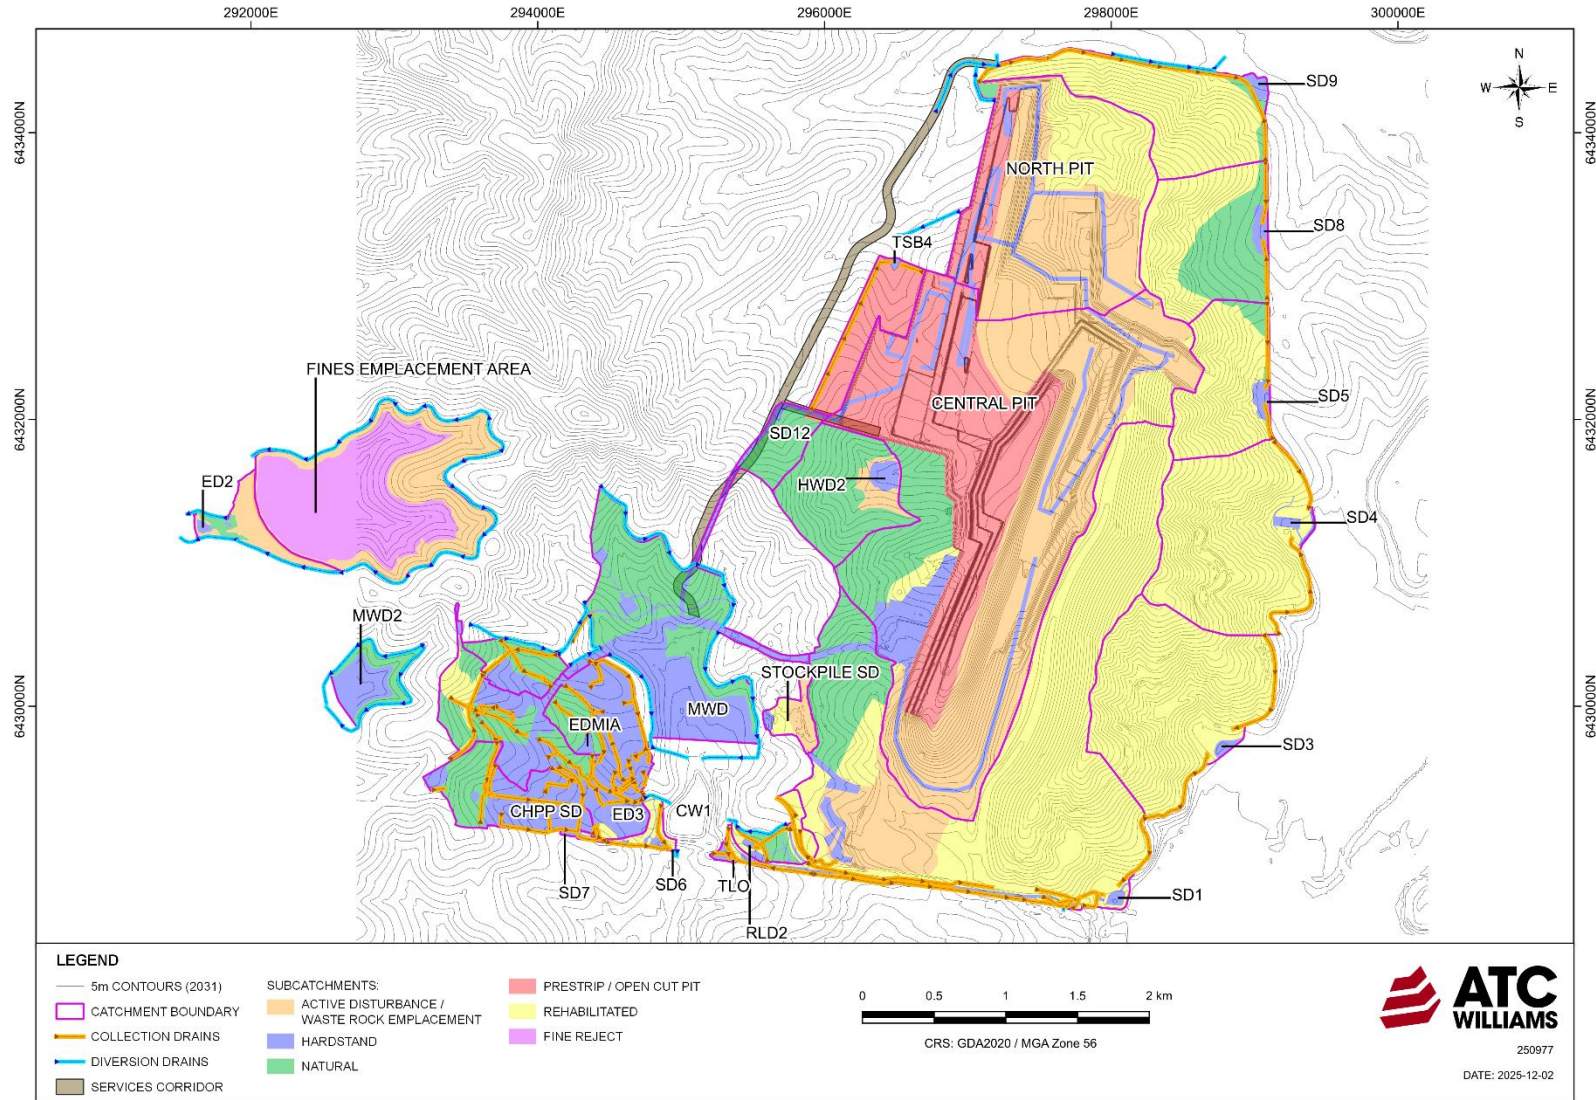 292000E
294000E
296000E
298000E
300000E
6434000N
6434000N
6432000N
6432000N
6430000N
6430000N
N
W
E
S
SD9
NORTH PIT
SD8
TSB4
FINES EMPLACEMENT AREA
CENTRAL PIT
SD5
SD12
ED2
HWD2
SD4
MWD2
STOCKPILE SD
MWD
EDMIA
SD3
CHPP SD
ED3
CW1
SD7
SD6
TLO
SD1
RLD2
LEGEND
5m CONTOURS (2031)
CATCHMENT BOUNDARY
COLLECTION DRAINS
DIVERSION DRAINS
SERVICES CORRIDOR
SUBCATCHMENTS:
ACTIVE DISTURBANCE /
WASTE ROCK EMPLACEMENT
HARDSTAND
NATURAL
PRESTRIP / OPEN CUT PIT
REHABILITATED
FINE REJECT
0
0.5
1
1.5
2 km
CRS: GDA2020 / MGA Zone 56
ATC
WILLIAMS
250977
DATE: 2025-12-02